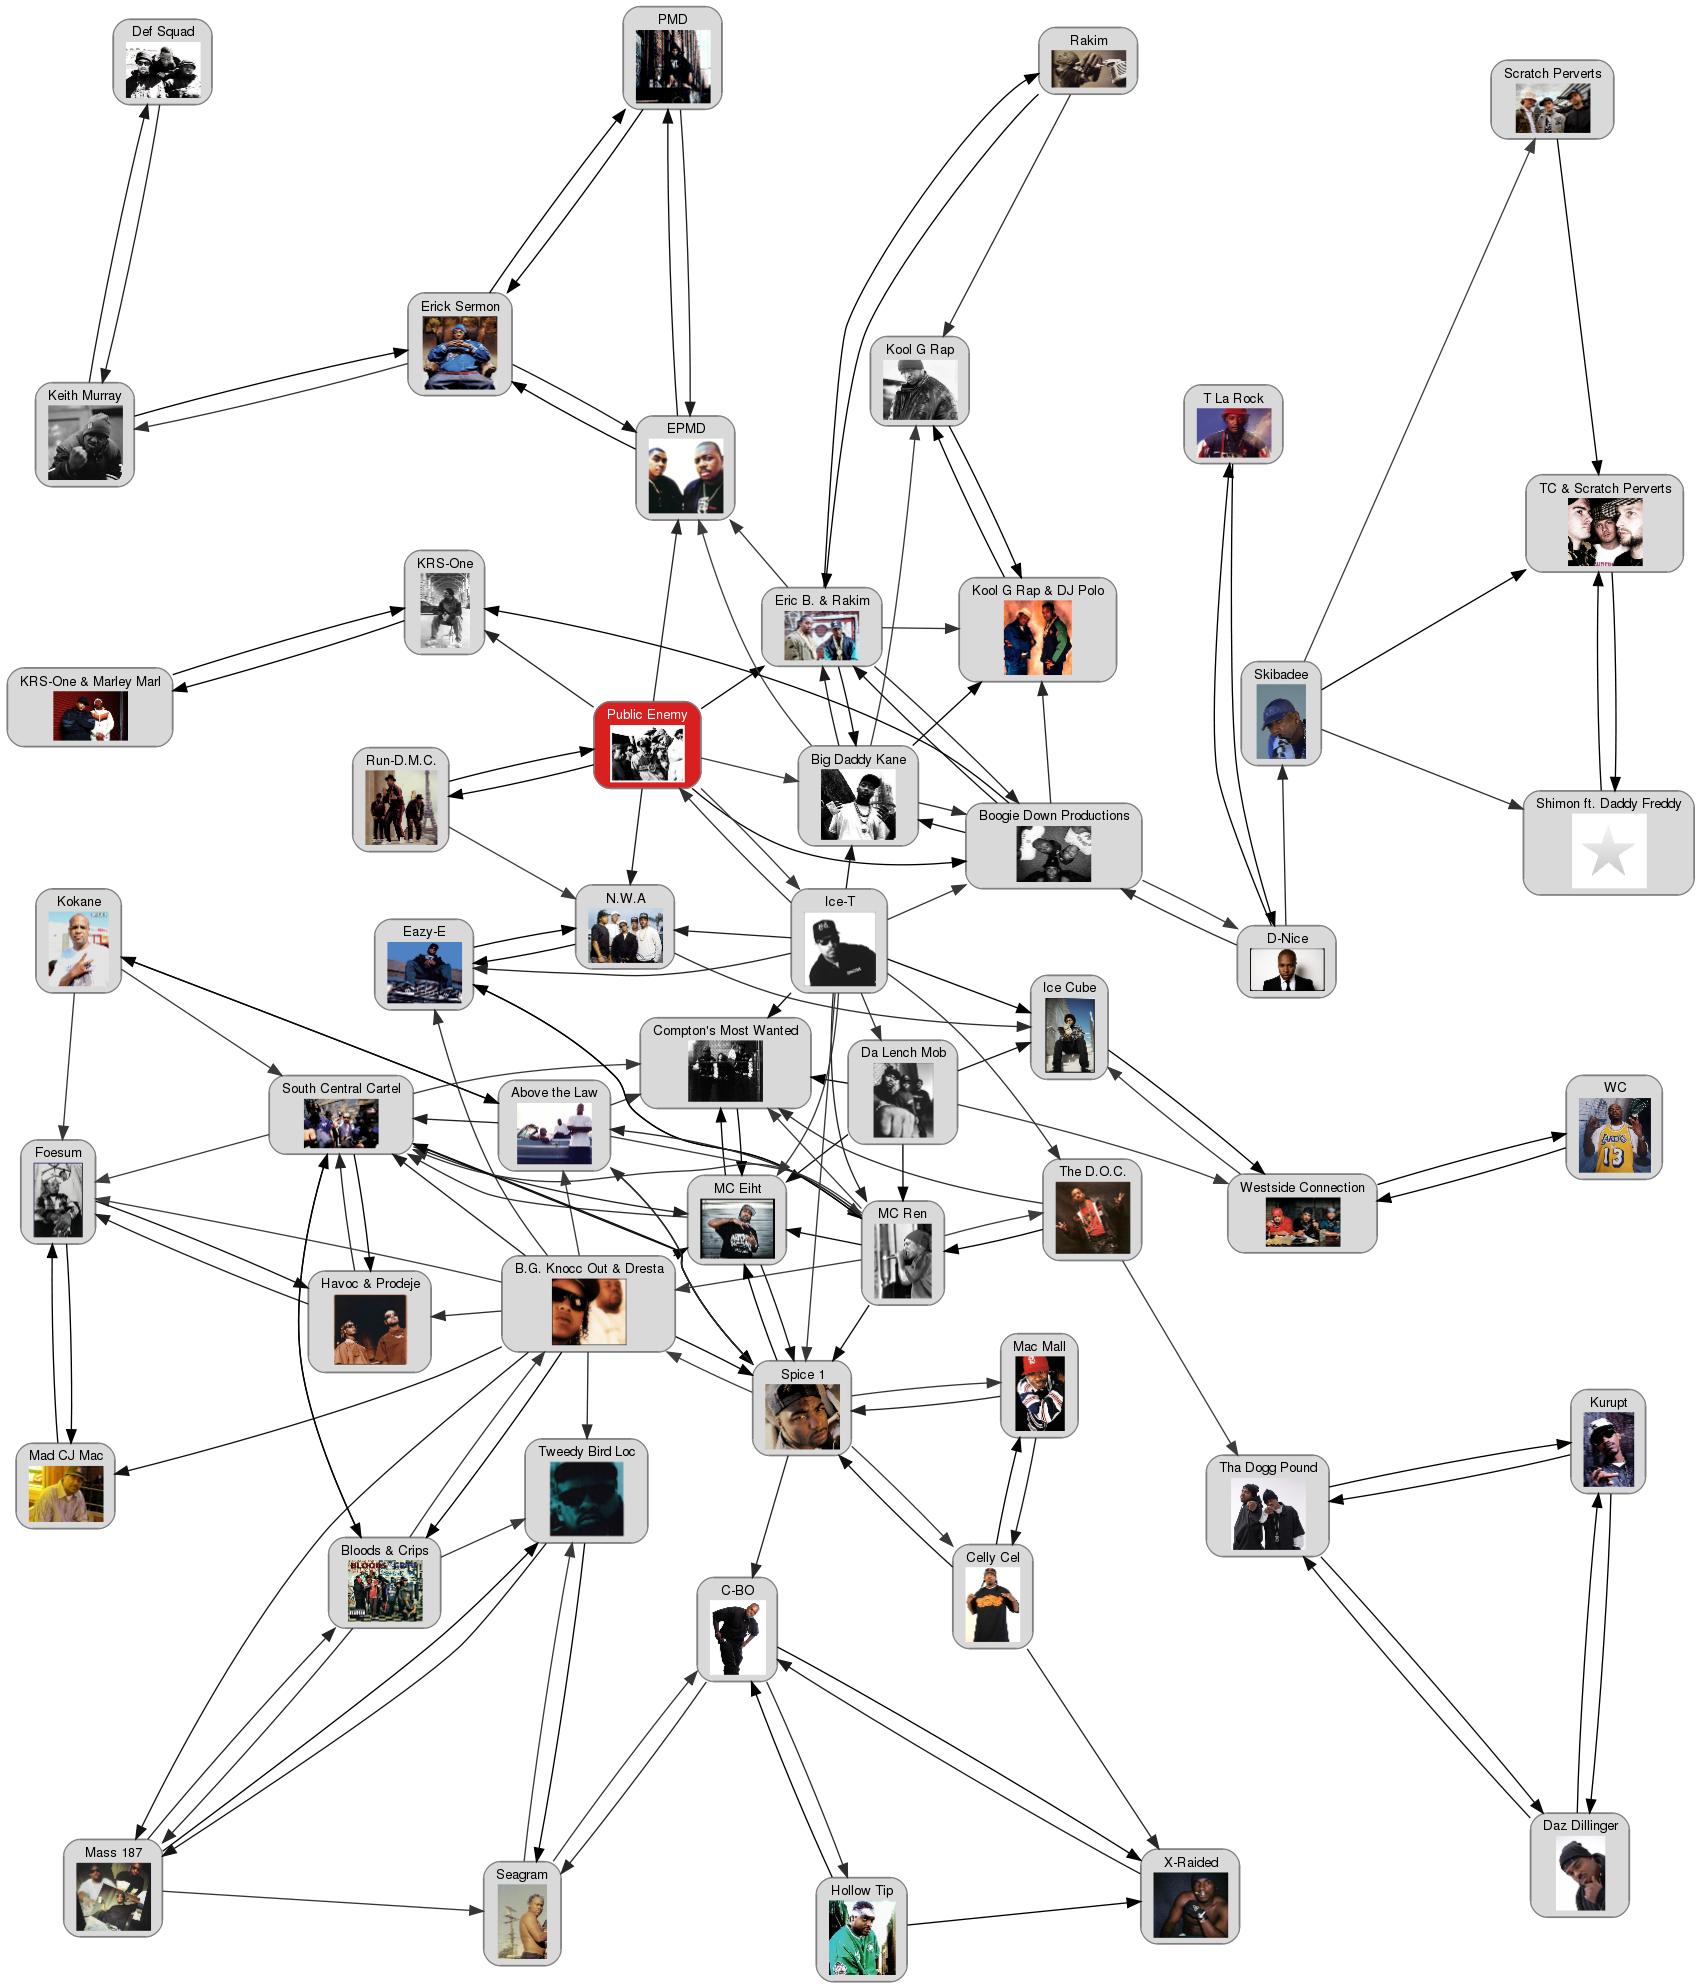 PMD
Def Squad
Rakim
Scratch Perverts
Erick Sermon
Kool G Rap
Keith Murray
T La Rock
EPMD
TC & Scratch Perverts
KRS-One
Kool G Rap & DJ Polo
Eric B. & Rakim
Skibadee
KRS-One & Marley Marl
Public Enemy
Run-D.M.C.
Big Daddy Kane
Shimon ft. Daddy Freddy
Boogie Down Productions
N.W.A
Ice-T
Kokane
Eazy-E
D-Nice
Ice Cube
Compton's Most Wanted
Da Lench Mob
South Central Cartel
Above the Law
WC
Foesum
The D.O.C.
MC Eiht
Westside Connection
MC Ren
B.G. Knocc Out & Dresta
Havoc & Prodeje
Mac Mall
Spice 1
Kurupt
Tweedy Bird Loc
Mad CJ Mac
Tha Dogg Pound
Bloods & Crips
BLOODS & CRIPS
Celly Cel
C-BO
Daz Dillinger
Mass 187
X-Raided
Seagram
Hollow Tip
LAKERS
13